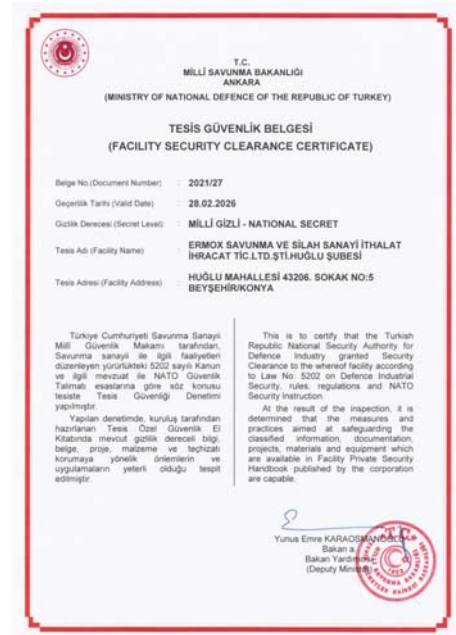 T.C.
MİLLÎ SAVUNMA BAKANLIĞI
ANKARA
(MINISTRY OF NATIONAL DEFENCE OF THE REPUBLIC OF TURKEY)
TESİS GÜVENLİK BELGESİ
(FACILITY SECURITY CLEARANCE CERTIFICATE)
Belge No.(Document Number) : 2021/27
Geçerlilik Tarihi (Valid Date) : 28.02.2026
Gizlilik Derecesi (Secret Level): : MİLLÎ GİZLİ - NATIONAL SECRET
Tesis Adı (Facility Name) : ERMOX SAVUNMA VE SİLAH SANAYİ İTHALAT
İHRACAT TİC.LTD.ŞTİ.HUĞLU ŞUBESİ
Tesis Adresi (Facility Address) : HUĞLU MAHALLESİ 43206. SOKAK NO:5
BEYŞEHİR/KONYA
Türkiye Cumhuriyeti Savunma Sanayii
Millî Güvenlik Makamı tarafından,
Savunma sanayii ile ilgili faaliyetleri
düzenleyen yürürlükteki 5202 sayılı Kanun
ve ilgili mevzuat ile NATO Güvenlik
Talimatı esaslarına göre söz konusu
tesiste Tesis Güvenliği Denetimi
yapılmıştır.
Yapılan denetimde, kuruluş tarafından
hazırlanan Tesis Özel Güvenlik El
Kitabında mevcut gizlilik dereceli bilgi,
belge, proje, malzeme ve teçhizatı
korumaya yönelik önlemlerin ve
uygulamaların yeterli olduğu tespit
edilmiştir.
This is to certify that the Turkish
Republic National Security Authority for
Defence Industry granted Security
Clearance to the whereof facility according
to Law No: 5202 on Defence Industrial
Security, rules, regulations and NATO
Security Instruction.
At the result of the inspection, it is
determined that the measures and
practices aimed at safeguarding the
classified information, documentation,
projects, materials and equipment which
are available in Facility Private Security
Handbook published by the corporation
are capable.
Yunus Emre KARAOSMANOĞLU
Bakan a.
Bakan Yardımcısı
(Deputy Minister)